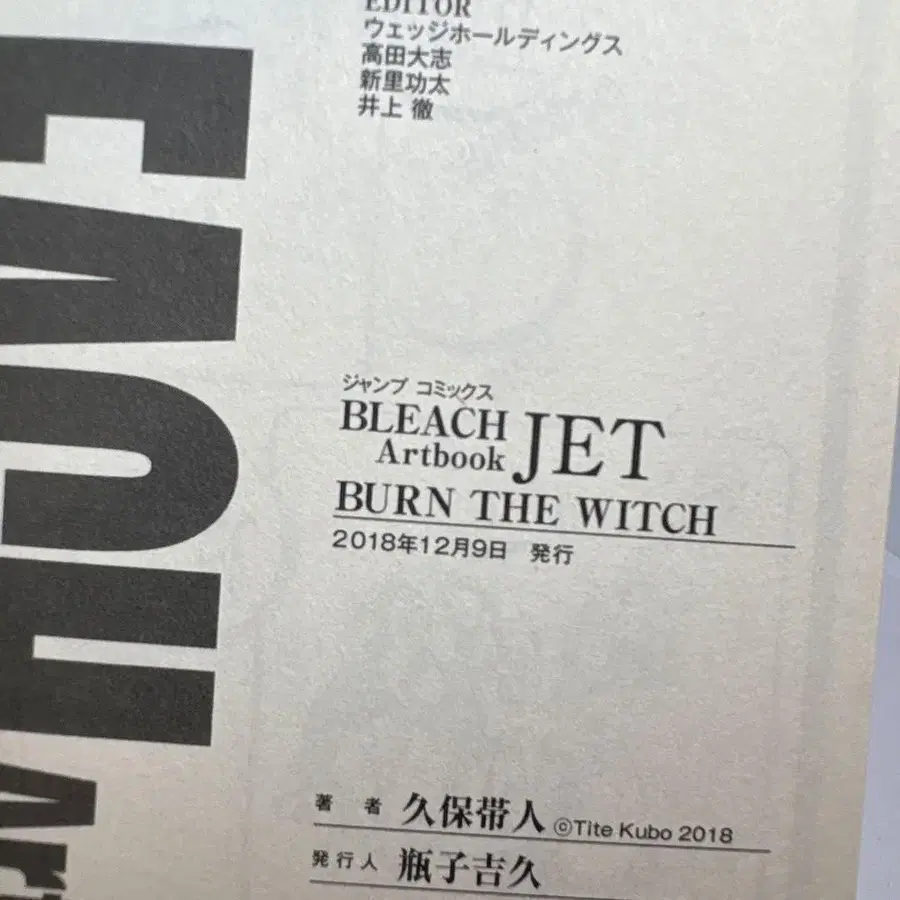 EDITOR
ウェッジホールディングス
高田大志
新里功太
井上 徹
ジャンプ コミックス
BLEACH
Artbook JET
BURN THE WITCH
2018年12月9日 発行
著 者 久保帯人 ©Tite Kubo 2018
発行人 瓶子吉久
EACH